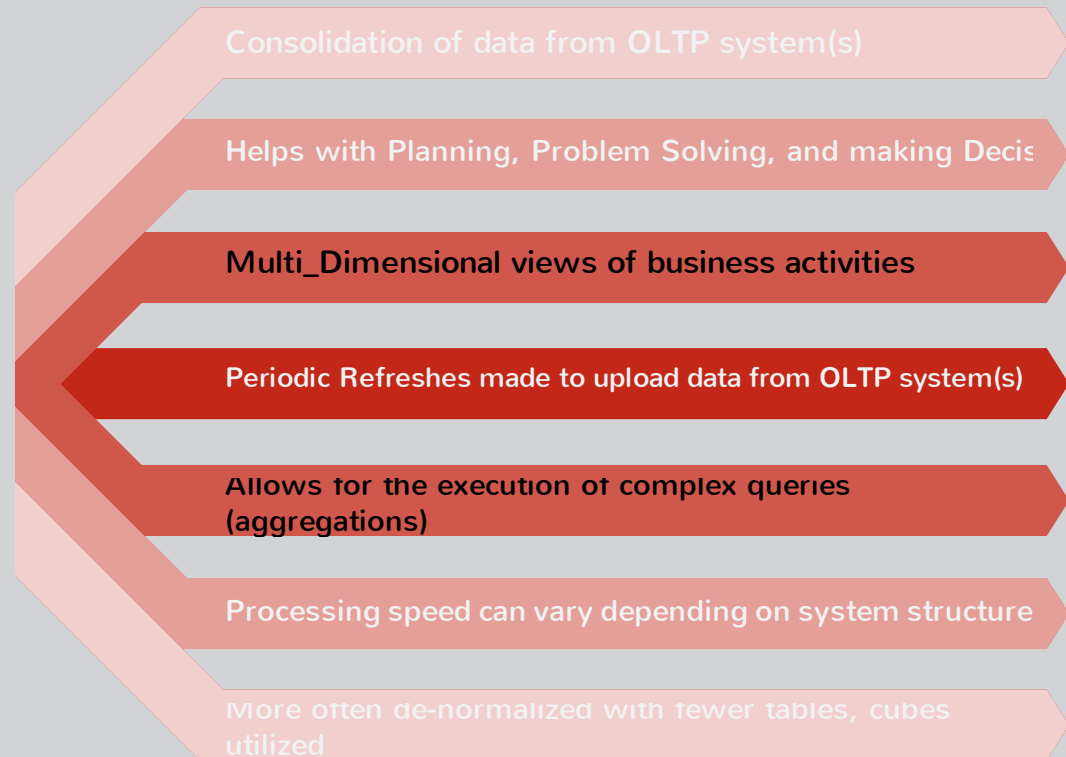 Consolidation of data from OLTP system(s)
Helps with Planning, Problem Solving, and making Decis
Multi_Dimensional views of business activities
Periodic Refreshes made to upload data from OLTP system(s)
Allows for the execution of complex queries
(aggregations)
Processing speed can vary depending on system structure
More often de-normalized with fewer tables, cubes
utilized